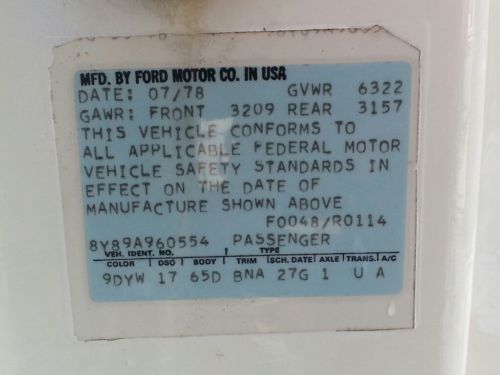 MFD. BY FORD MOTOR CO. IN USA
DATE: 07/78 GVWR 6322
GAWR: FRONT 3209 REAR 3157
THIS VEHICLE CONFORMS TO
ALL APPLICABLE FEDERAL MOTOR
VEHICLE SAFETY STANDARDS IN
EFFECT ON THE DATE OF
MANUFACTURE SHOWN ABOVE
F0048/R0114
8Y89A960554 PASSENGER
VEH. IDENT. NO. TYPE
COLOR DSO BODY TRIM SCH. DATE AXLE TRANS. A/C
9DYW 17 65D BNA 27G 1 U A